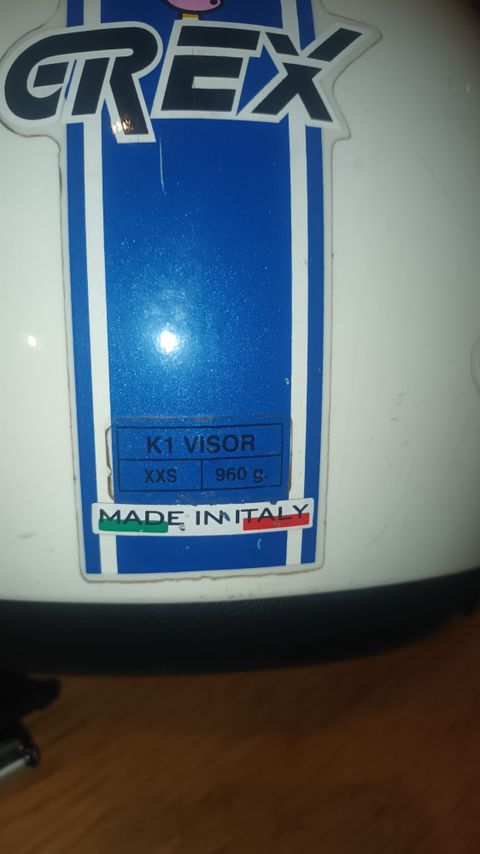 GREX
K1 VISOR
XXS 960 g.
MADE IN ITALY